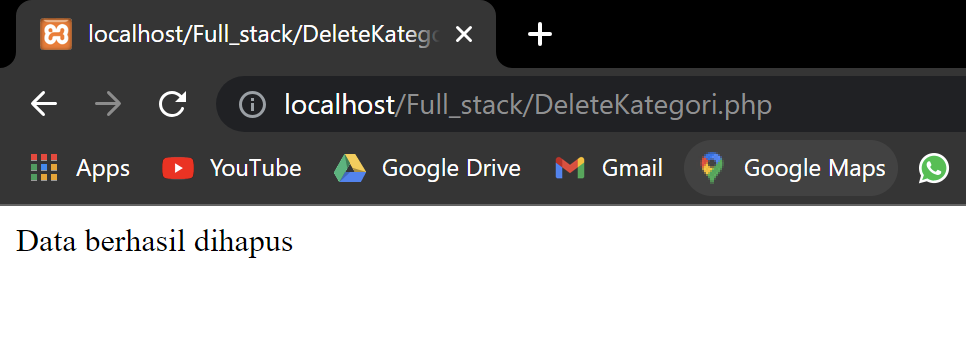 localhost/Full_stack/DeleteKatego
localhost/Full_stack/DeleteKategori.php
Apps YouTube Google Drive Gmail Google Maps
Data berhasil dihapus